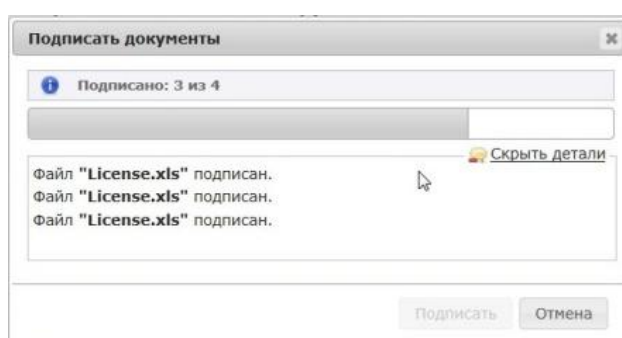 Подписать документы
Подписано: 3 из 4
Скрыть детали
Файл "License.xls" подписан.
Файл "License.xls" подписан.
Файл "License.xls" подписан.
Подписать Отмена